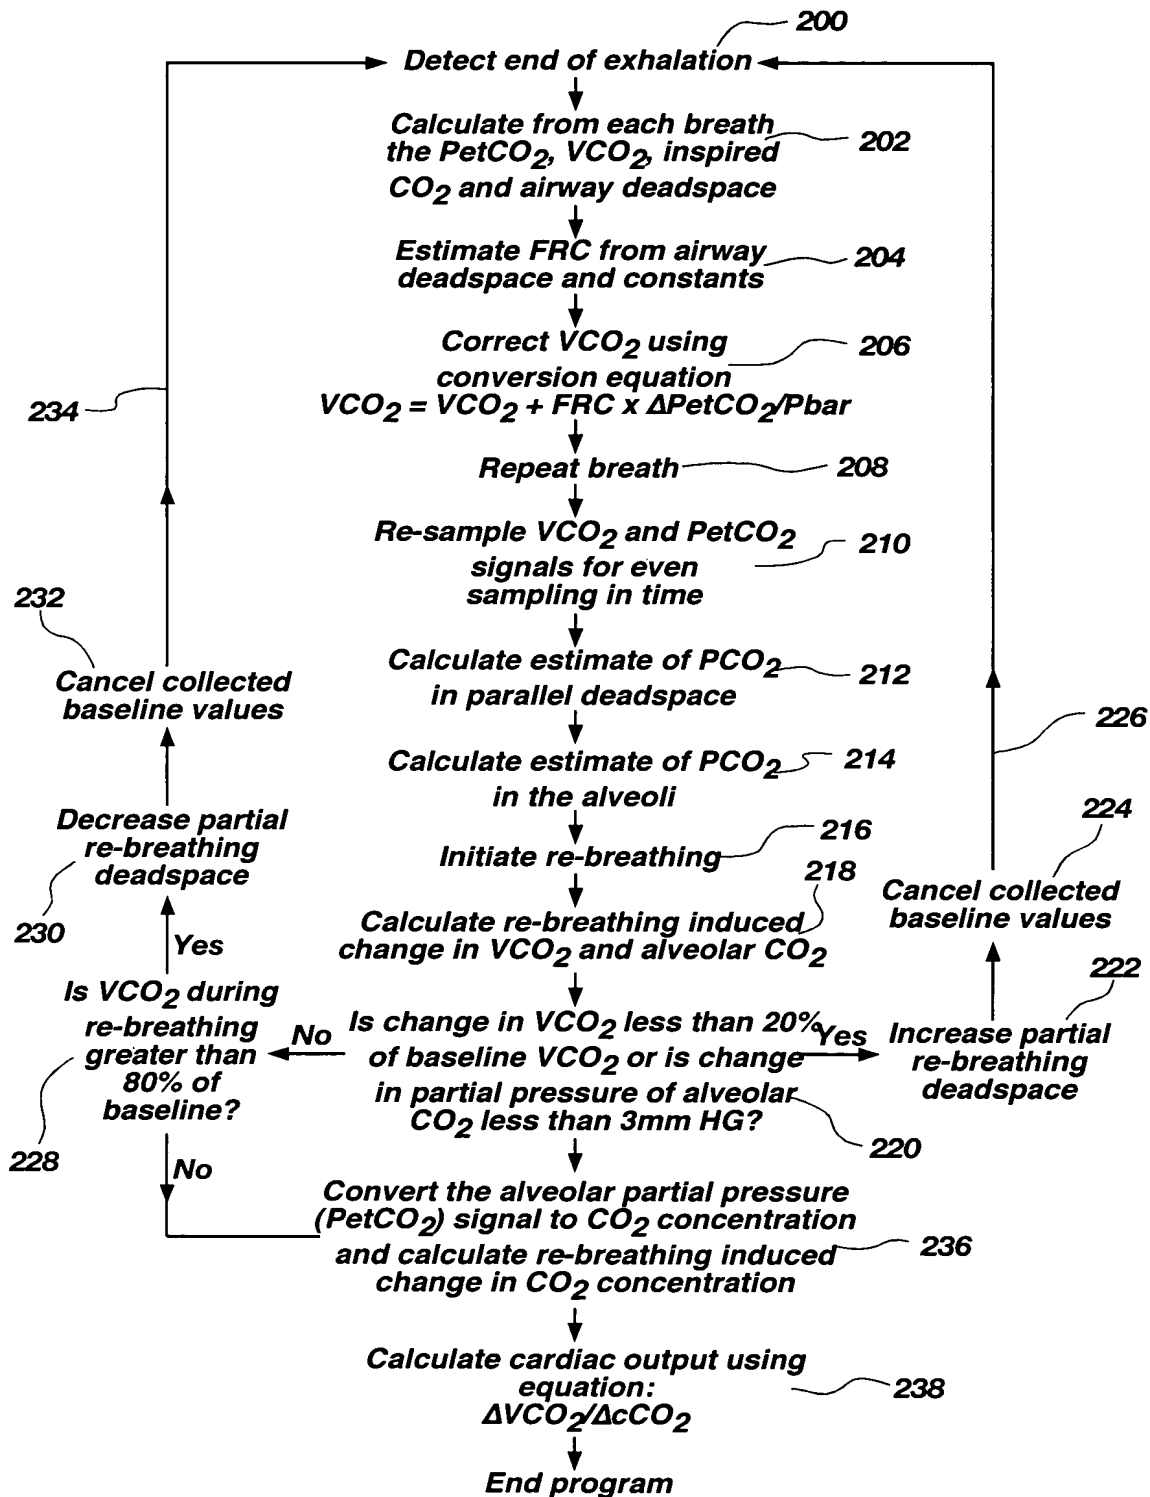 200
Detect end of exhalation
Calculate from each breath
the PetCO2, VCO2, inspired
CO2 and airway deadspace
202
Estimate FRC from airway
deadspace and constants
204
Correct VCO2 using
conversion equation
VCO2 = VCO2 + FRC x ΔPetCO2/Pbar
206
234
Repeat breath
208
Re-sample VCO2 and PetCO2
signals for even
sampling in time
210
232
Cancel collected
baseline values
Calculate estimate of PCO2
in parallel deadspace
212
226
Calculate estimate of PCO2
in the alveoli
214
Decrease partial
re-breathing
deadspace
230
Initiate re-breathing
216
224
Cancel collected
baseline values
218
Calculate re-breathing induced
change in VCO2 and alveolar CO2
Yes
222
Is VCO2 during
re-breathing
greater than
80% of
baseline?
228
No
Is change in VCO2 less than 20%
of baseline VCO2 or is change
in partial pressure of alveolar
CO2 less than 3mm HG?
220
Yes
Increase partial
re-breathing
deadspace
No
Convert the alveolar partial pressure
(PetCO2) signal to CO2 concentration
and calculate re-breathing induced
change in CO2 concentration
236
Calculate cardiac output using
equation:
ΔVCO2/ΔcCO2
238
End program